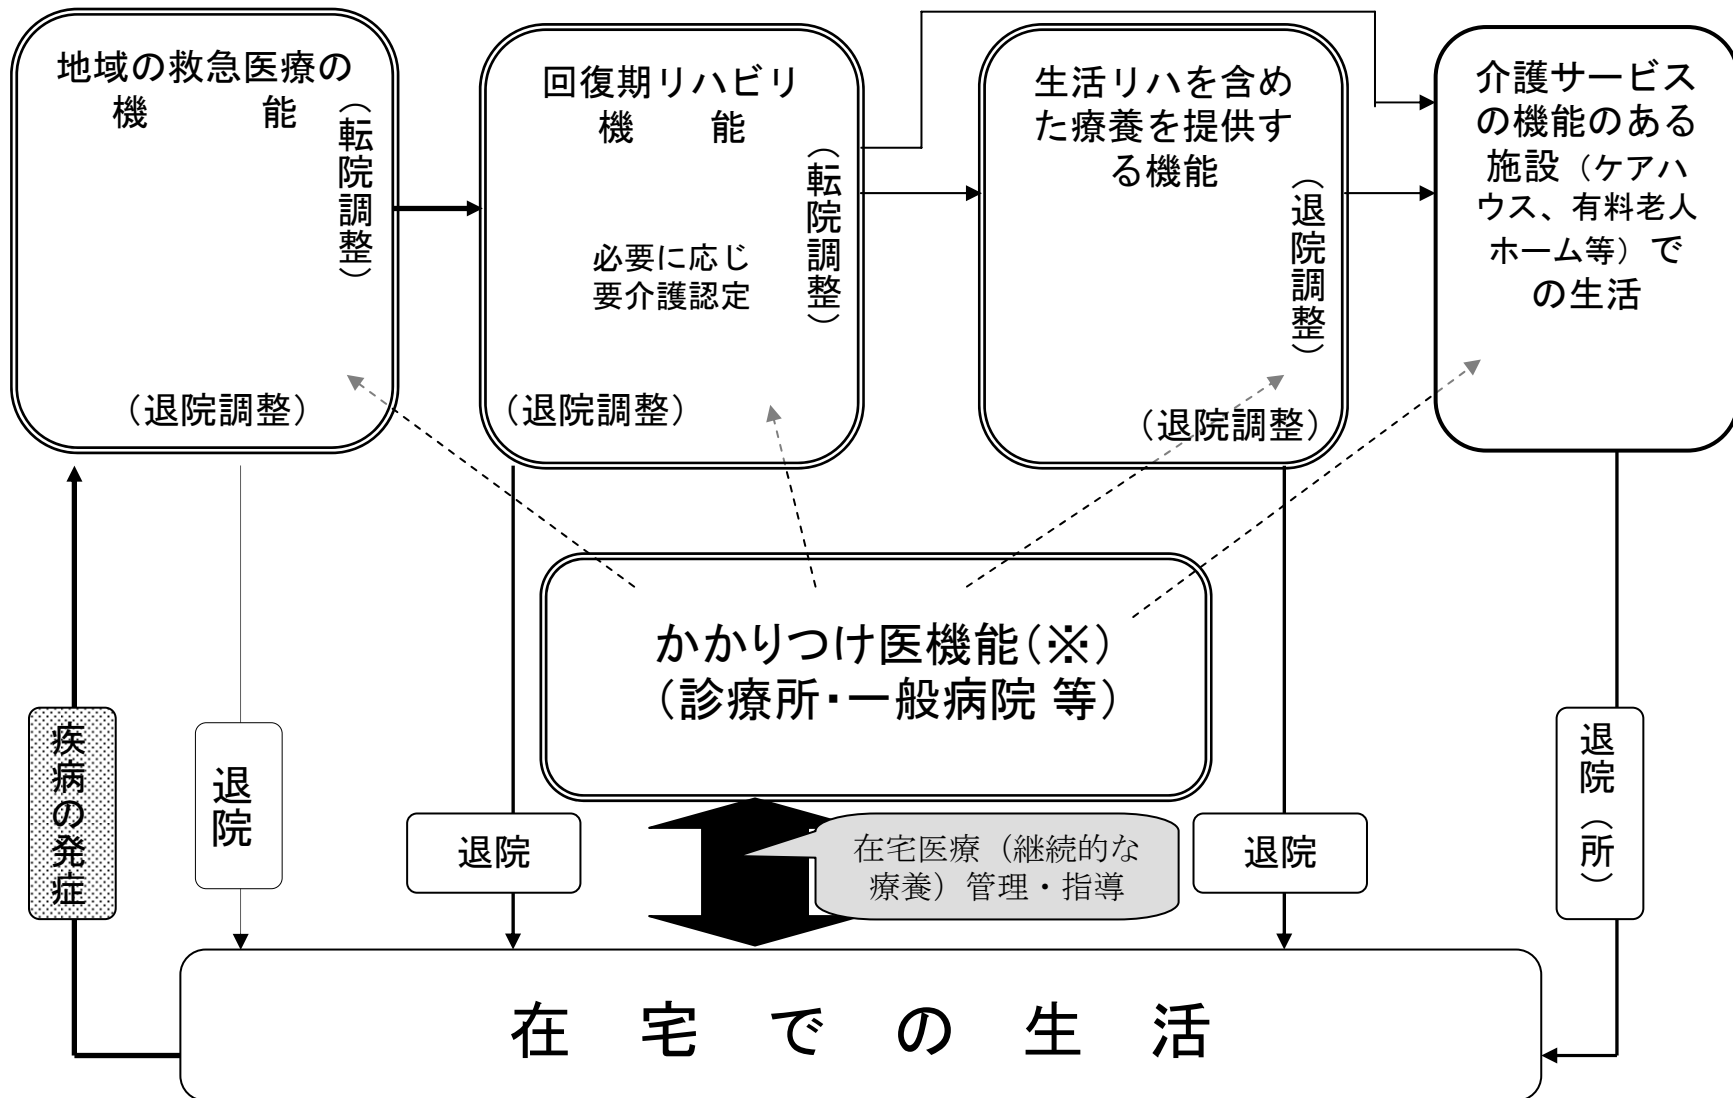 地域の救急医療の
機 能
(転院調整)
(退院調整)
回復期リハビリ
機 能
(転院調整)
必要に応じ
要介護認定
(退院調整)
生活リハを含め
た療養を提供す
る機能
(退院調整)
(退院調整)
介護サービス
の機能のある
施設(ケアハ
ウス、有料老人
ホーム等)で
の生活
かかりつけ医機能(※)
(診療所・一般病院 等)
疾病の発症
退院
退院
在宅医療(継続的な
療養)管理・指導
退院
退院(所)
在 宅 で の 生 活